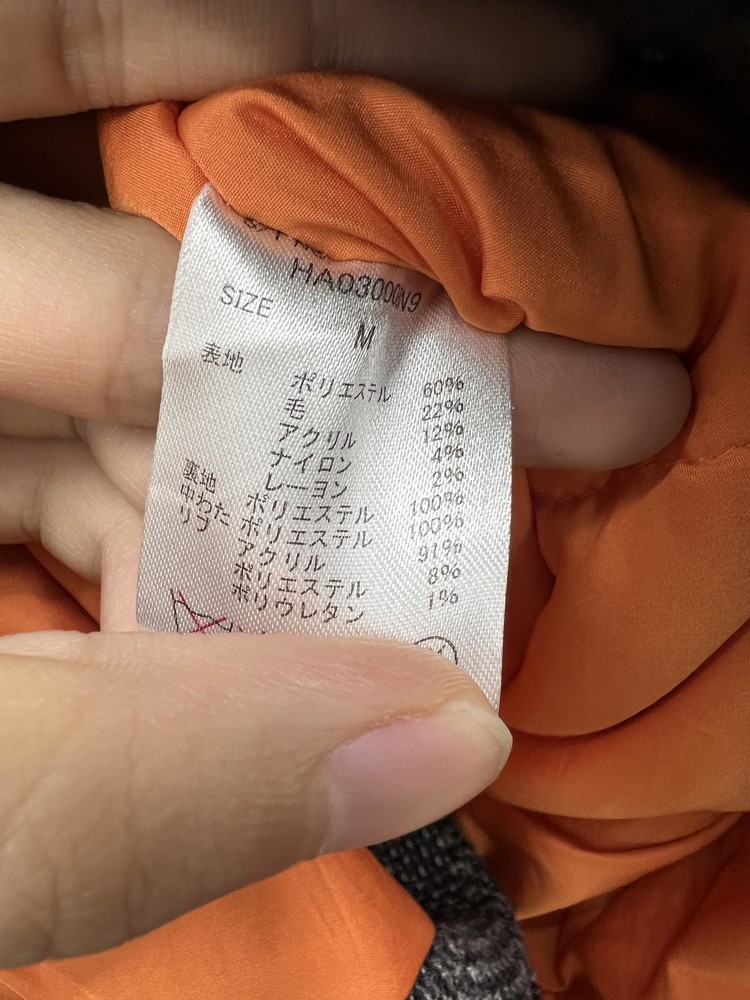 HA03000N9
SIZE
M
表地 ポリエステル 60%
毛 22%
アクリル 12%
ナイロン 4%
レーヨン 2%
裏地 ポリエステル 100%
中わた ポリエステル 100%
リブ アクリル 91%
ポリエステル 8%
ポリウレタン 1%